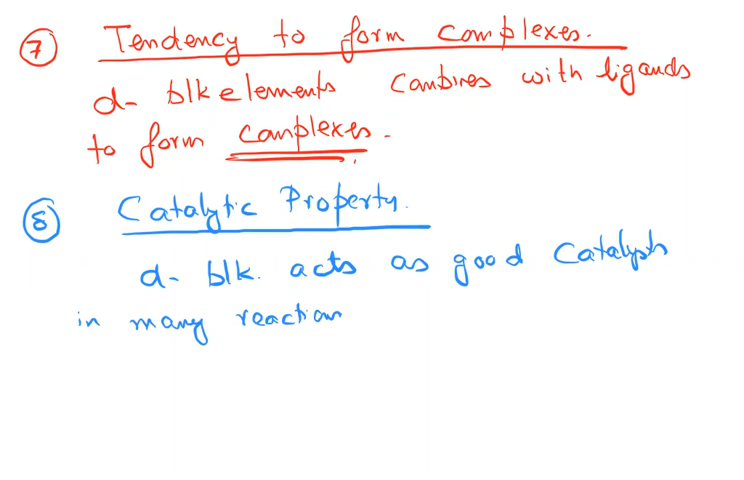 7 Tendency to form complexes.
d- blk elements combines with ligands
to form complexes.
8 Catalytic Property.
d- blk. acts as good catalysts
in many reaction